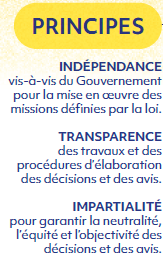 PRINCIPES
INDÉPENDANCE
vis-à-vis du Gouvernement
pour la mise en œuvre des
missions définies par la loi.
TRANSPARENCE
des travaux et des
procédures d'élaboration
des décisions et des avis.
IMPARTIALITÉ
pour garantir la neutralité,
l'équité et l'objectivité des
décisions et des avis.